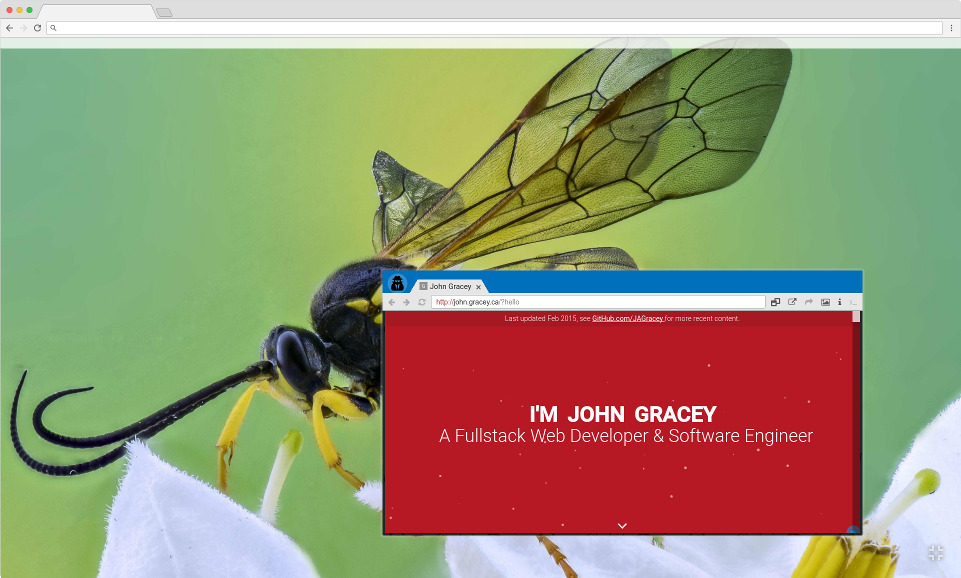 John Gracey
http://john.gracey.ca/?hello
Last updated Feb 2015, see GitHub.com/JAGracey for more recent content.
I'M JOHN GRACEY
A Fullstack Web Developer & Software Engineer